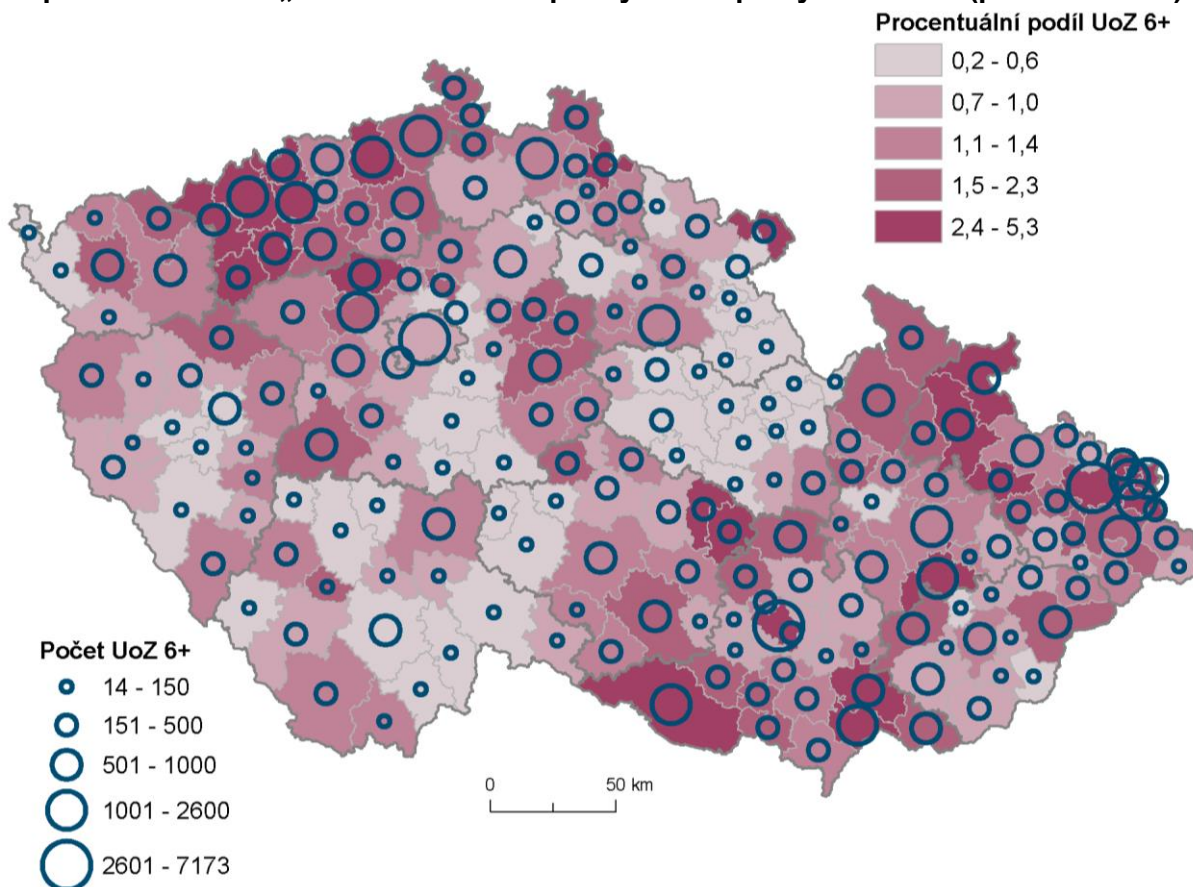 Procentuální podíl UoZ 6+
0,2 - 0,6
0,7 - 1,0
1,1 - 1,4
1,5 - 2,3
2,4 - 5,3
Počet UoZ 6+
14 - 150
151 - 500
501 - 1000
1001 - 2600
2601 - 7173
0 50 km